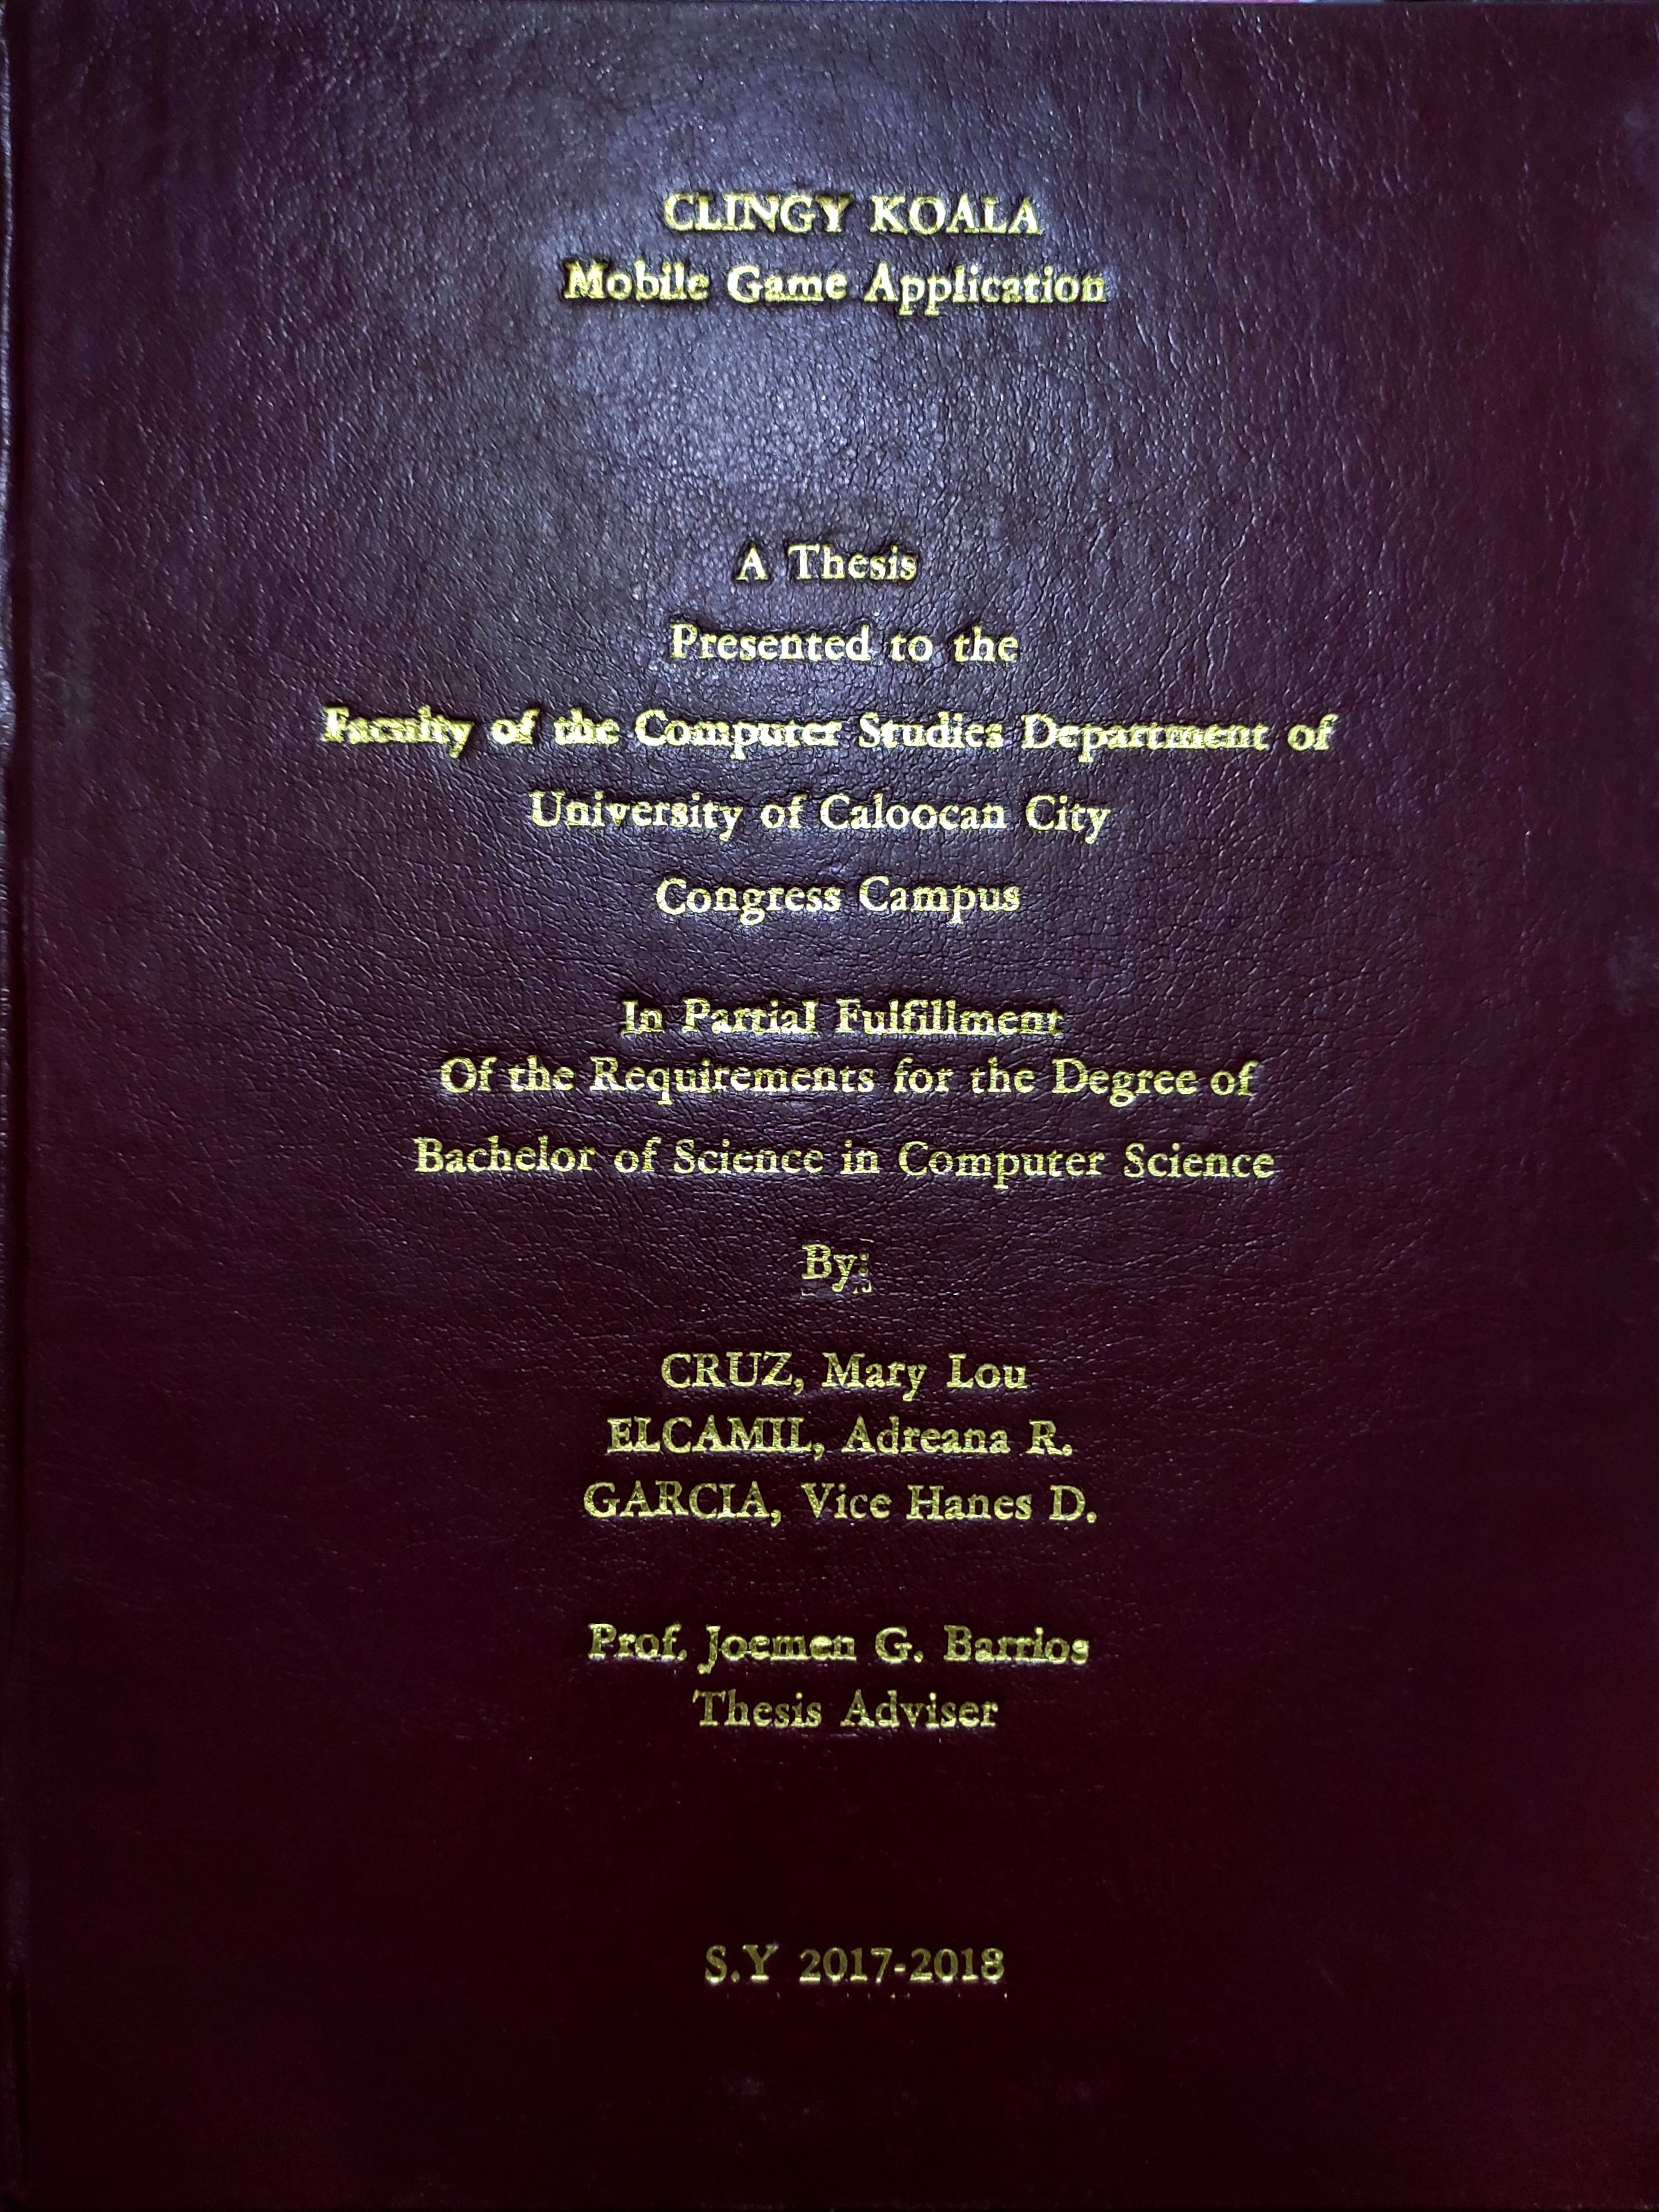 CLINGY KOALA
Mobile Game Application
A Thesis
Presented to the
Faculty of the Computer Studies Department of
University of Caloocan City
Congress Campus
In Partial Fulfillment
Of the Requirements for the Degree of
Bachelor of Science in Computer Science
By:
CRUZ, Mary Lou
ELCAMIL, Adreana R.
GARCIA, Vice Hanes D.
Prof. Joemen G. Barrios
Thesis Adviser
S.Y 2017-2018